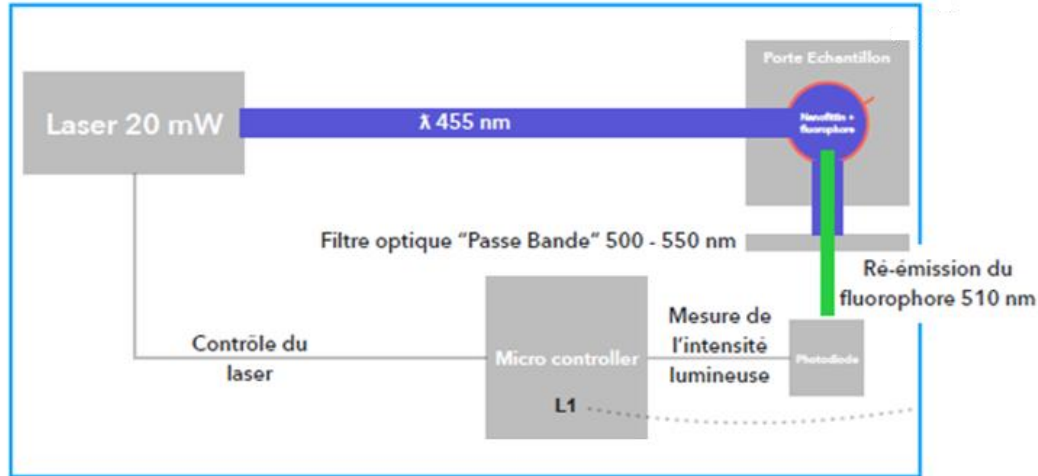 Porte Echantillon
Laser 20 mW
λ 455 nm
Nanofitin +
fluorophore
Filtre optique "Passe Bande" 500 - 550 nm
Ré-émission du
fluorophore 510 nm
Contrôle du
laser
Micro controller
L1
Mesure de
l'intensité
lumineuse
Photodiode